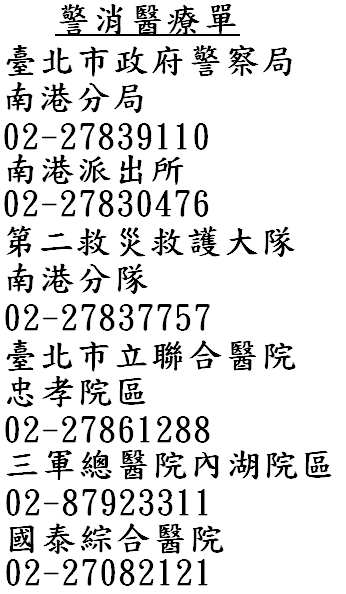 警消醫療單
臺北市政府警察局
南港分局
02-27839110
南港派出所
02-27830476
第二救災救護大隊
南港分隊
02-27837757
臺北市立聯合醫院
忠孝院區
02-27861288
三軍總醫院內湖院區
02-87923311
國泰綜合醫院
02-27082121